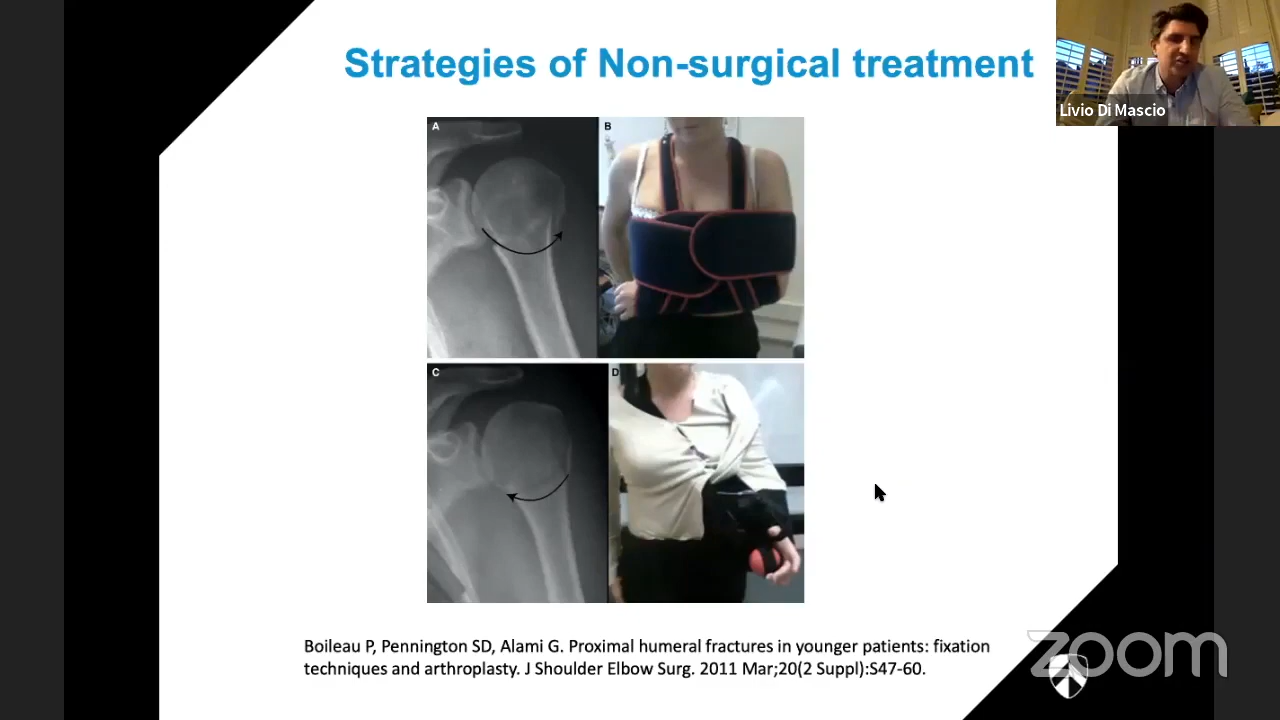 Strategies of Non-surgical treatment
Livio Di Mascio
A
B
C
D
Boileau P, Pennington SD, Alami G. Proximal humeral fractures in younger patients: fixation
techniques and arthroplasty. J Shoulder Elbow Surg. 2011 Mar;20(2 Suppl):S47-60.
zoom